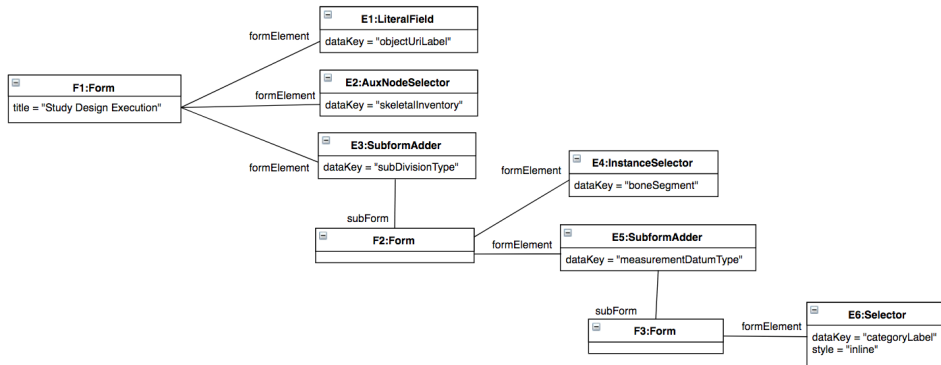 E1:LiteralField
dataKey = "objectUriLabel"
formElement
E2:AuxNodeSelector
dataKey = "skeletalInventory"
formElement
F1:Form
title = "Study Design Execution"
E3:SubformAdder
dataKey = "subDivisionType"
formElement
E4:InstanceSelector
dataKey = "boneSegment"
formElement
subForm
F2:Form
formElement
E5:SubformAdder
dataKey = "measurementDatumType"
subForm
F3:Form
formElement
E6:Selector
dataKey = "categoryLabel"
style = "inline"